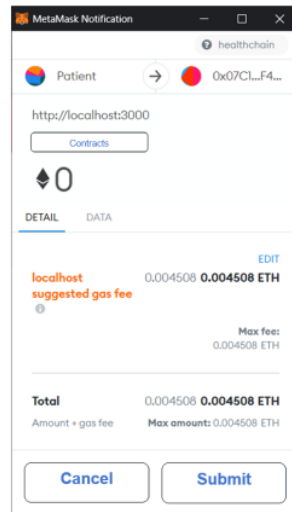 MetaMask Notification
healthchain
Patient 0x07C1...F4...
http://localhost:3000
Contracts
0
DETAIL DATA
EDIT
localhost 0.004508 0.004508 ETH
suggested gas fee
Max fee:
0.004508 ETH
Total 0.004508 0.004508 ETH
Amount + gas fee Max amount: 0.004508 ETH
Cancel Submit